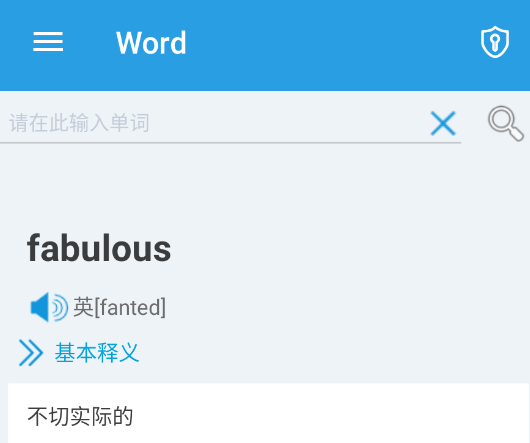 Word
请在此输入单词
fabulous
英[fanted]
基本释义
不切实际的